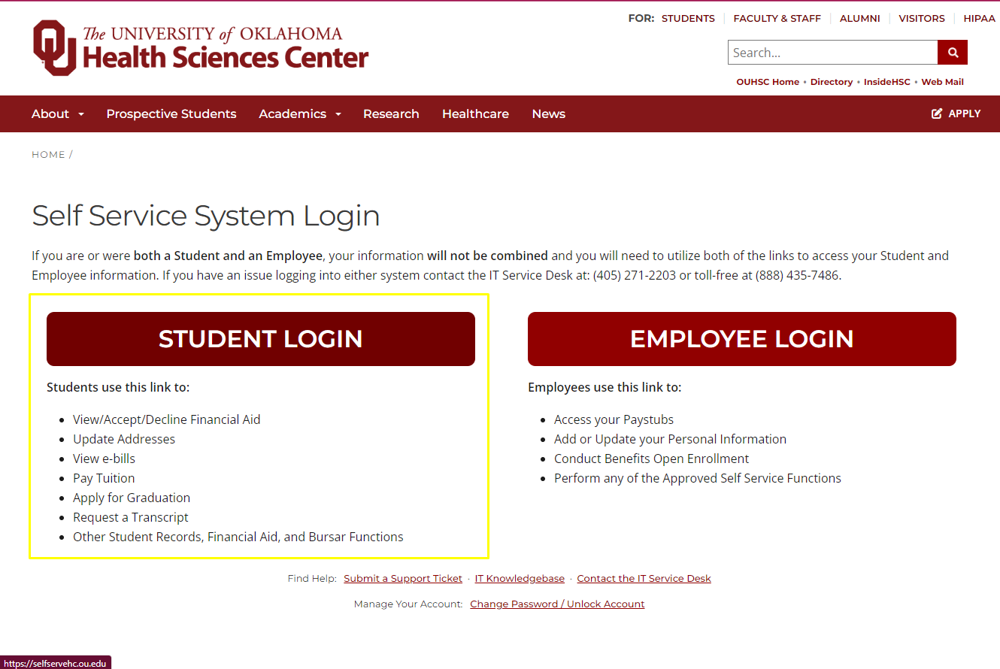 FOR: STUDENTS FACULTY & STAFF ALUMNI VISITORS HIPAA
The UNIVERSITY of OKLAHOMA
Health Sciences Center
Search...
OUHSC Home • Directory • InsideHSC • Web Mail
About Prospective Students Academics Research Healthcare News APPLY
HOME /
Self Service System Login
If you are or were both a Student and an Employee, your information will not be combined and you will need to utilize both of the links to access your Student and
Employee information. If you have an issue logging into either system contact the IT Service Desk at: (405) 271-2203 or toll-free at (888) 435-7486.
STUDENT LOGIN
Students use this link to:
• View/Accept/Decline Financial Aid
• Update Addresses
• View e-bills
• Pay Tuition
• Apply for Graduation
• Request a Transcript
• Other Student Records, Financial Aid, and Bursar Functions
EMPLOYEE LOGIN
Employees use this link to:
• Access your Paystubs
• Add or Update your Personal Information
• Conduct Benefits Open Enrollment
• Perform any of the Approved Self Service Functions
Find Help: Submit a Support Ticket · IT Knowledgebase · Contact the IT Service Desk
Manage Your Account: Change Password / Unlock Account
https://selfservehc.ou.edu